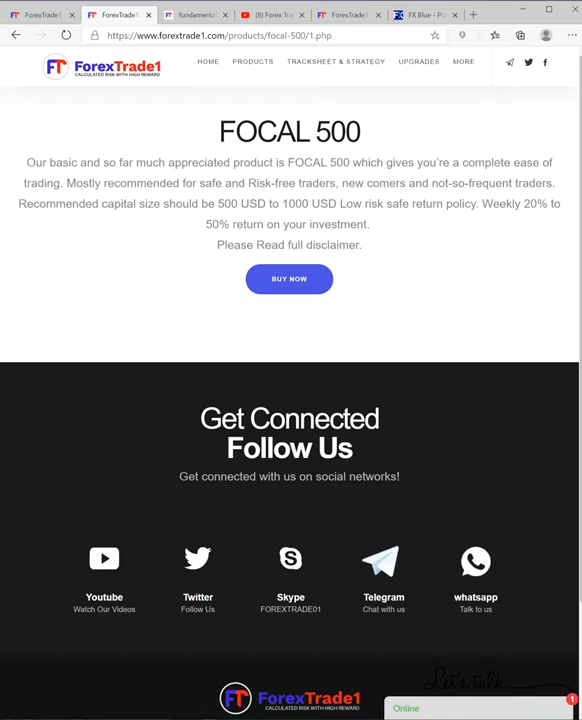 ForexTrade1
ForexTrade1
fundamental
(8) Forex Tra
ForexTrade1
FX Blue - Po
https://www.forextrade1.com/products/focal-500/1.php
FT ForexTrade1
CALCULATED RISK WITH HIGH REWARD
HOME PRODUCTS TRACKSHEET & STRATEGY UPGRADES MORE
FOCAL 500
Our basic and so far much appreciated product is FOCAL 500 which gives you're a complete ease of
trading. Mostly recommended for safe and Risk-free traders, new comers and not-so-frequent traders.
Recommended capital size should be 500 USD to 1000 USD Low risk safe return policy. Weekly 20% to
50% return on your investment.
Please Read full disclaimer.
BUY NOW
Get Connected
Follow Us
Get connected with us on social networks!
Youtube Twitter Skype Telegram whatsapp
Watch Our Videos Follow Us FOREXTRADE01 Chat with us Talk to us
Let's talk
FT ForexTrade1
CALCULATED RISK WITH HIGH REWARD
Online
1